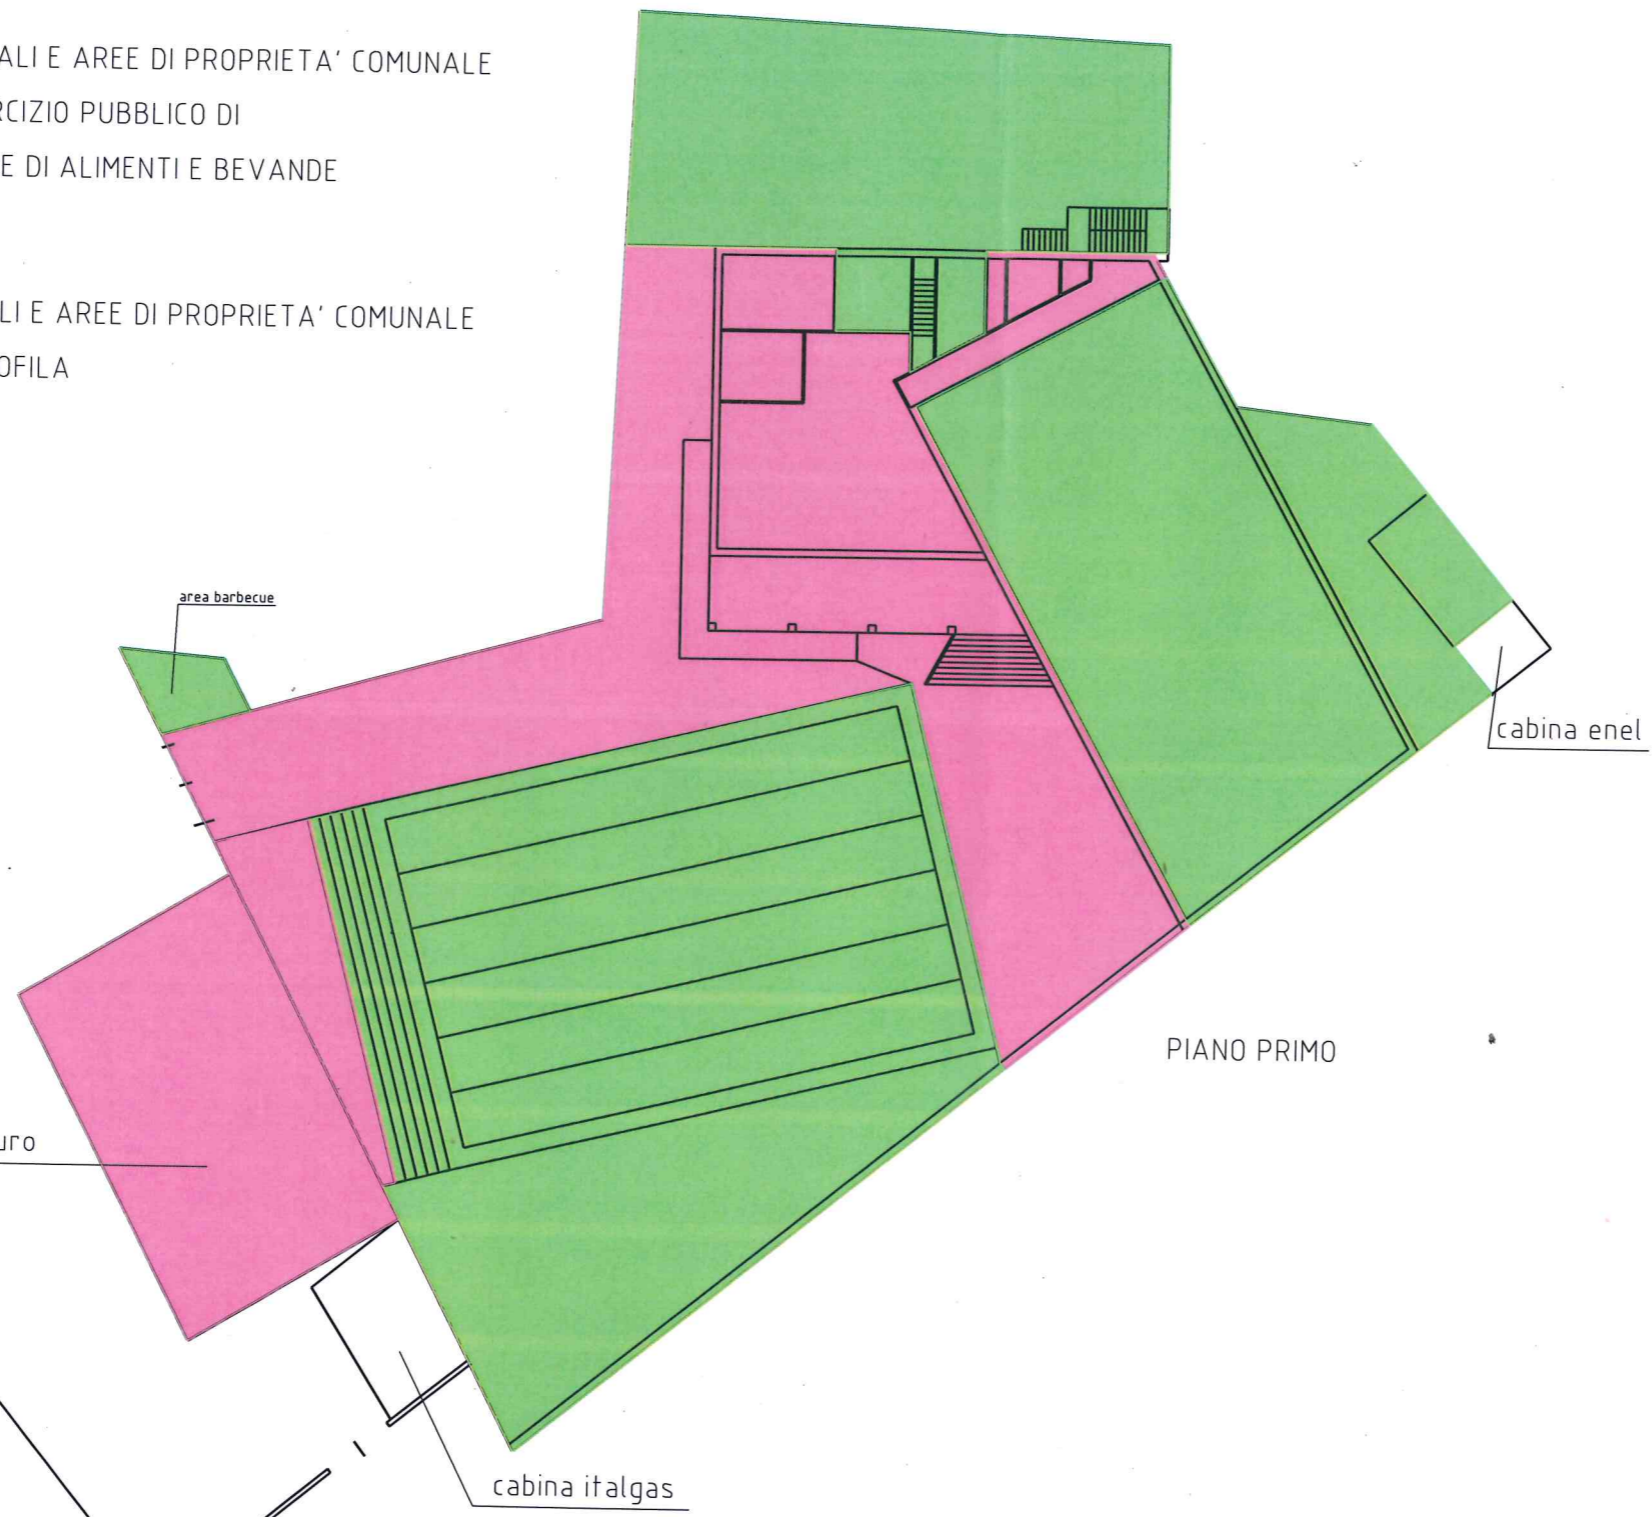 ALI E AREE DI PROPRIETA' COMUNALE
RCIZIO PUBBLICO DI
E DI ALIMENTI E BEVANDE
LI E AREE DI PROPRIETA' COMUNALE
OFILA
area barbecue
cabina enel
PIANO PRIMO
uro
cabina italgas